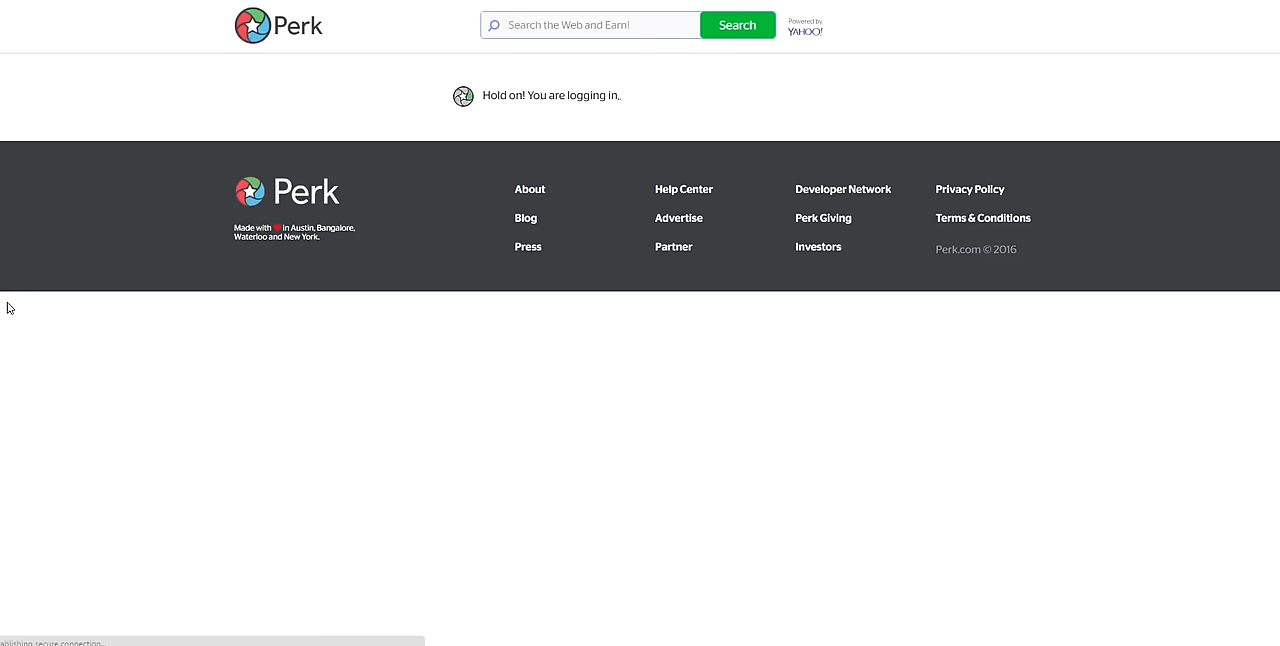 Perk
Search the Web and Earn!
Search
Powered by
YAHOO!
Hold on! You are logging in..
Perk
Made with in Austin, Bangalore,
Waterloo and New York.
About
Blog
Press
Help Center
Advertise
Partner
Developer Network
Perk Giving
Investors
Privacy Policy
Terms & Conditions
Perk.com © 2016
secure connection...